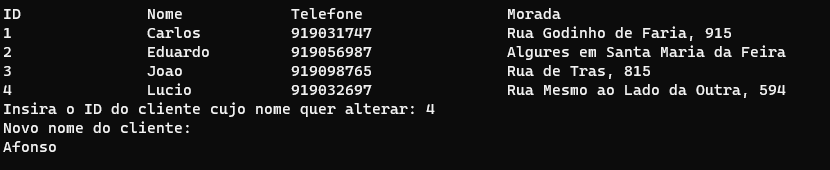 ID Nome Telefone Morada
1 Carlos 919031747 Rua Godinho de Faria, 915
2 Eduardo 919056987 Algures em Santa Maria da Feira
3 Joao 919098765 Rua de Tras, 815
4 Lucio 919032697 Rua Mesmo ao Lado da Outra, 594
Insira o ID do cliente cujo nome quer alterar: 4
Novo nome do cliente:
Afonso